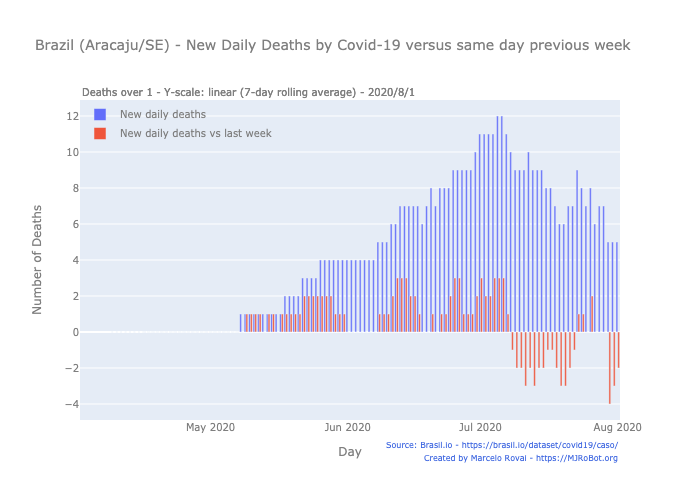 Brazil (Aracaju/SE) - New Daily Deaths by Covid-19 versus same day previous week
Deaths over 1 - Y-scale: linear (7-day rolling average) - 2020/8/1
New daily deaths
New daily deaths vs last week
Number of Deaths
12
10
8
6
4
2
0
−2
−4
May 2020
Jun 2020
Jul 2020
Aug 2020
Day
Source: Brasil.io - https://brasil.io/dataset/covid19/caso/
Created by Marcelo Rovai - https://MJRoBot.org